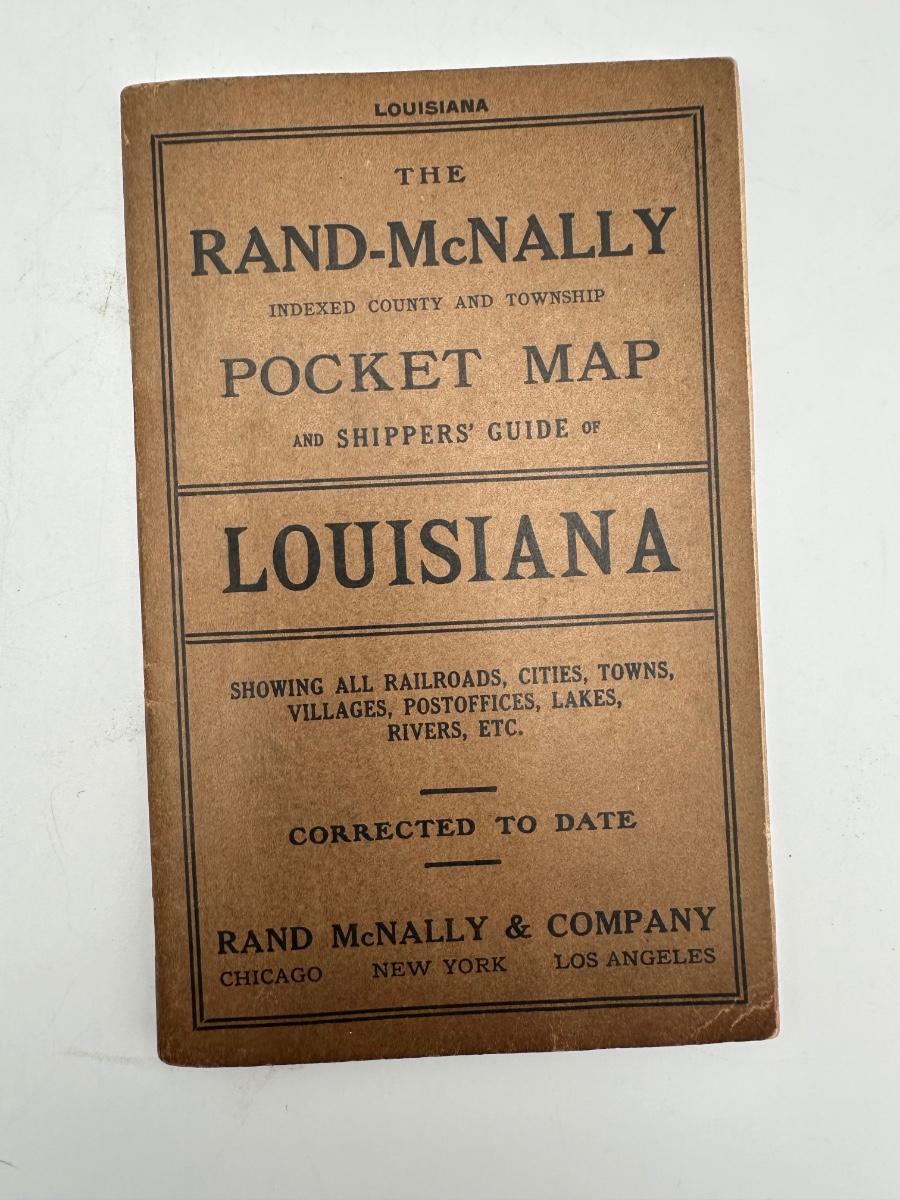 LOUISIANA
THE
RAND-McNALLY
INDEXED COUNTY AND TOWNSHIP
POCKET MAP
AND SHIPPERS' GUIDE OF
LOUISIANA
SHOWING ALL RAILROADS, CITIES, TOWNS,
VILLAGES, POSTOFFICES, LAKES,
RIVERS, ETC.
CORRECTED TO DATE
RAND McNALLY & COMPANY
CHICAGO NEW YORK LOS ANGELES